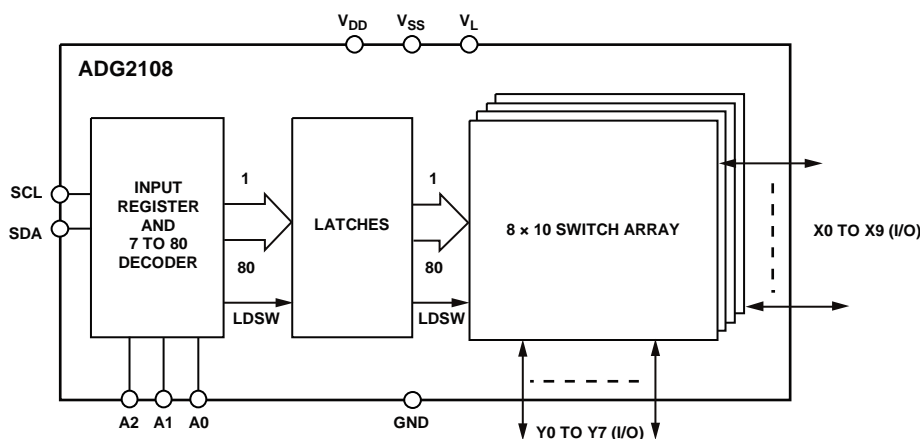 VDD VSS VL
ADG2108
SCL
SDA
INPUT
REGISTER
AND
7 TO 80
DECODER
1
80
LDSW
LATCHES
1
80
LDSW
8 × 10 SWITCH ARRAY
X0 TO X9 (I/O)
A2 A1 A0
GND
Y0 TO Y7 (I/O)